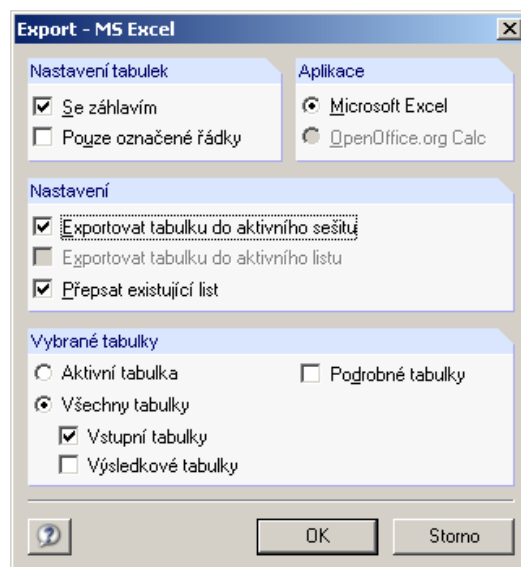 Export - MS Excel
Nastavení tabulek
Se záhlavím
Pouze označené řádky
Aplikace
Microsoft Excel
OpenOffice.org Calc
Nastavení
Exportovat tabulku do aktivního sešitu
Exportovat tabulku do aktivního listu
Přepsat existující list
Vybrané tabulky
Aktivní tabulka
Podrobné tabulky
Všechny tabulky
Vstupní tabulky
Výsledkové tabulky
OK
Storno